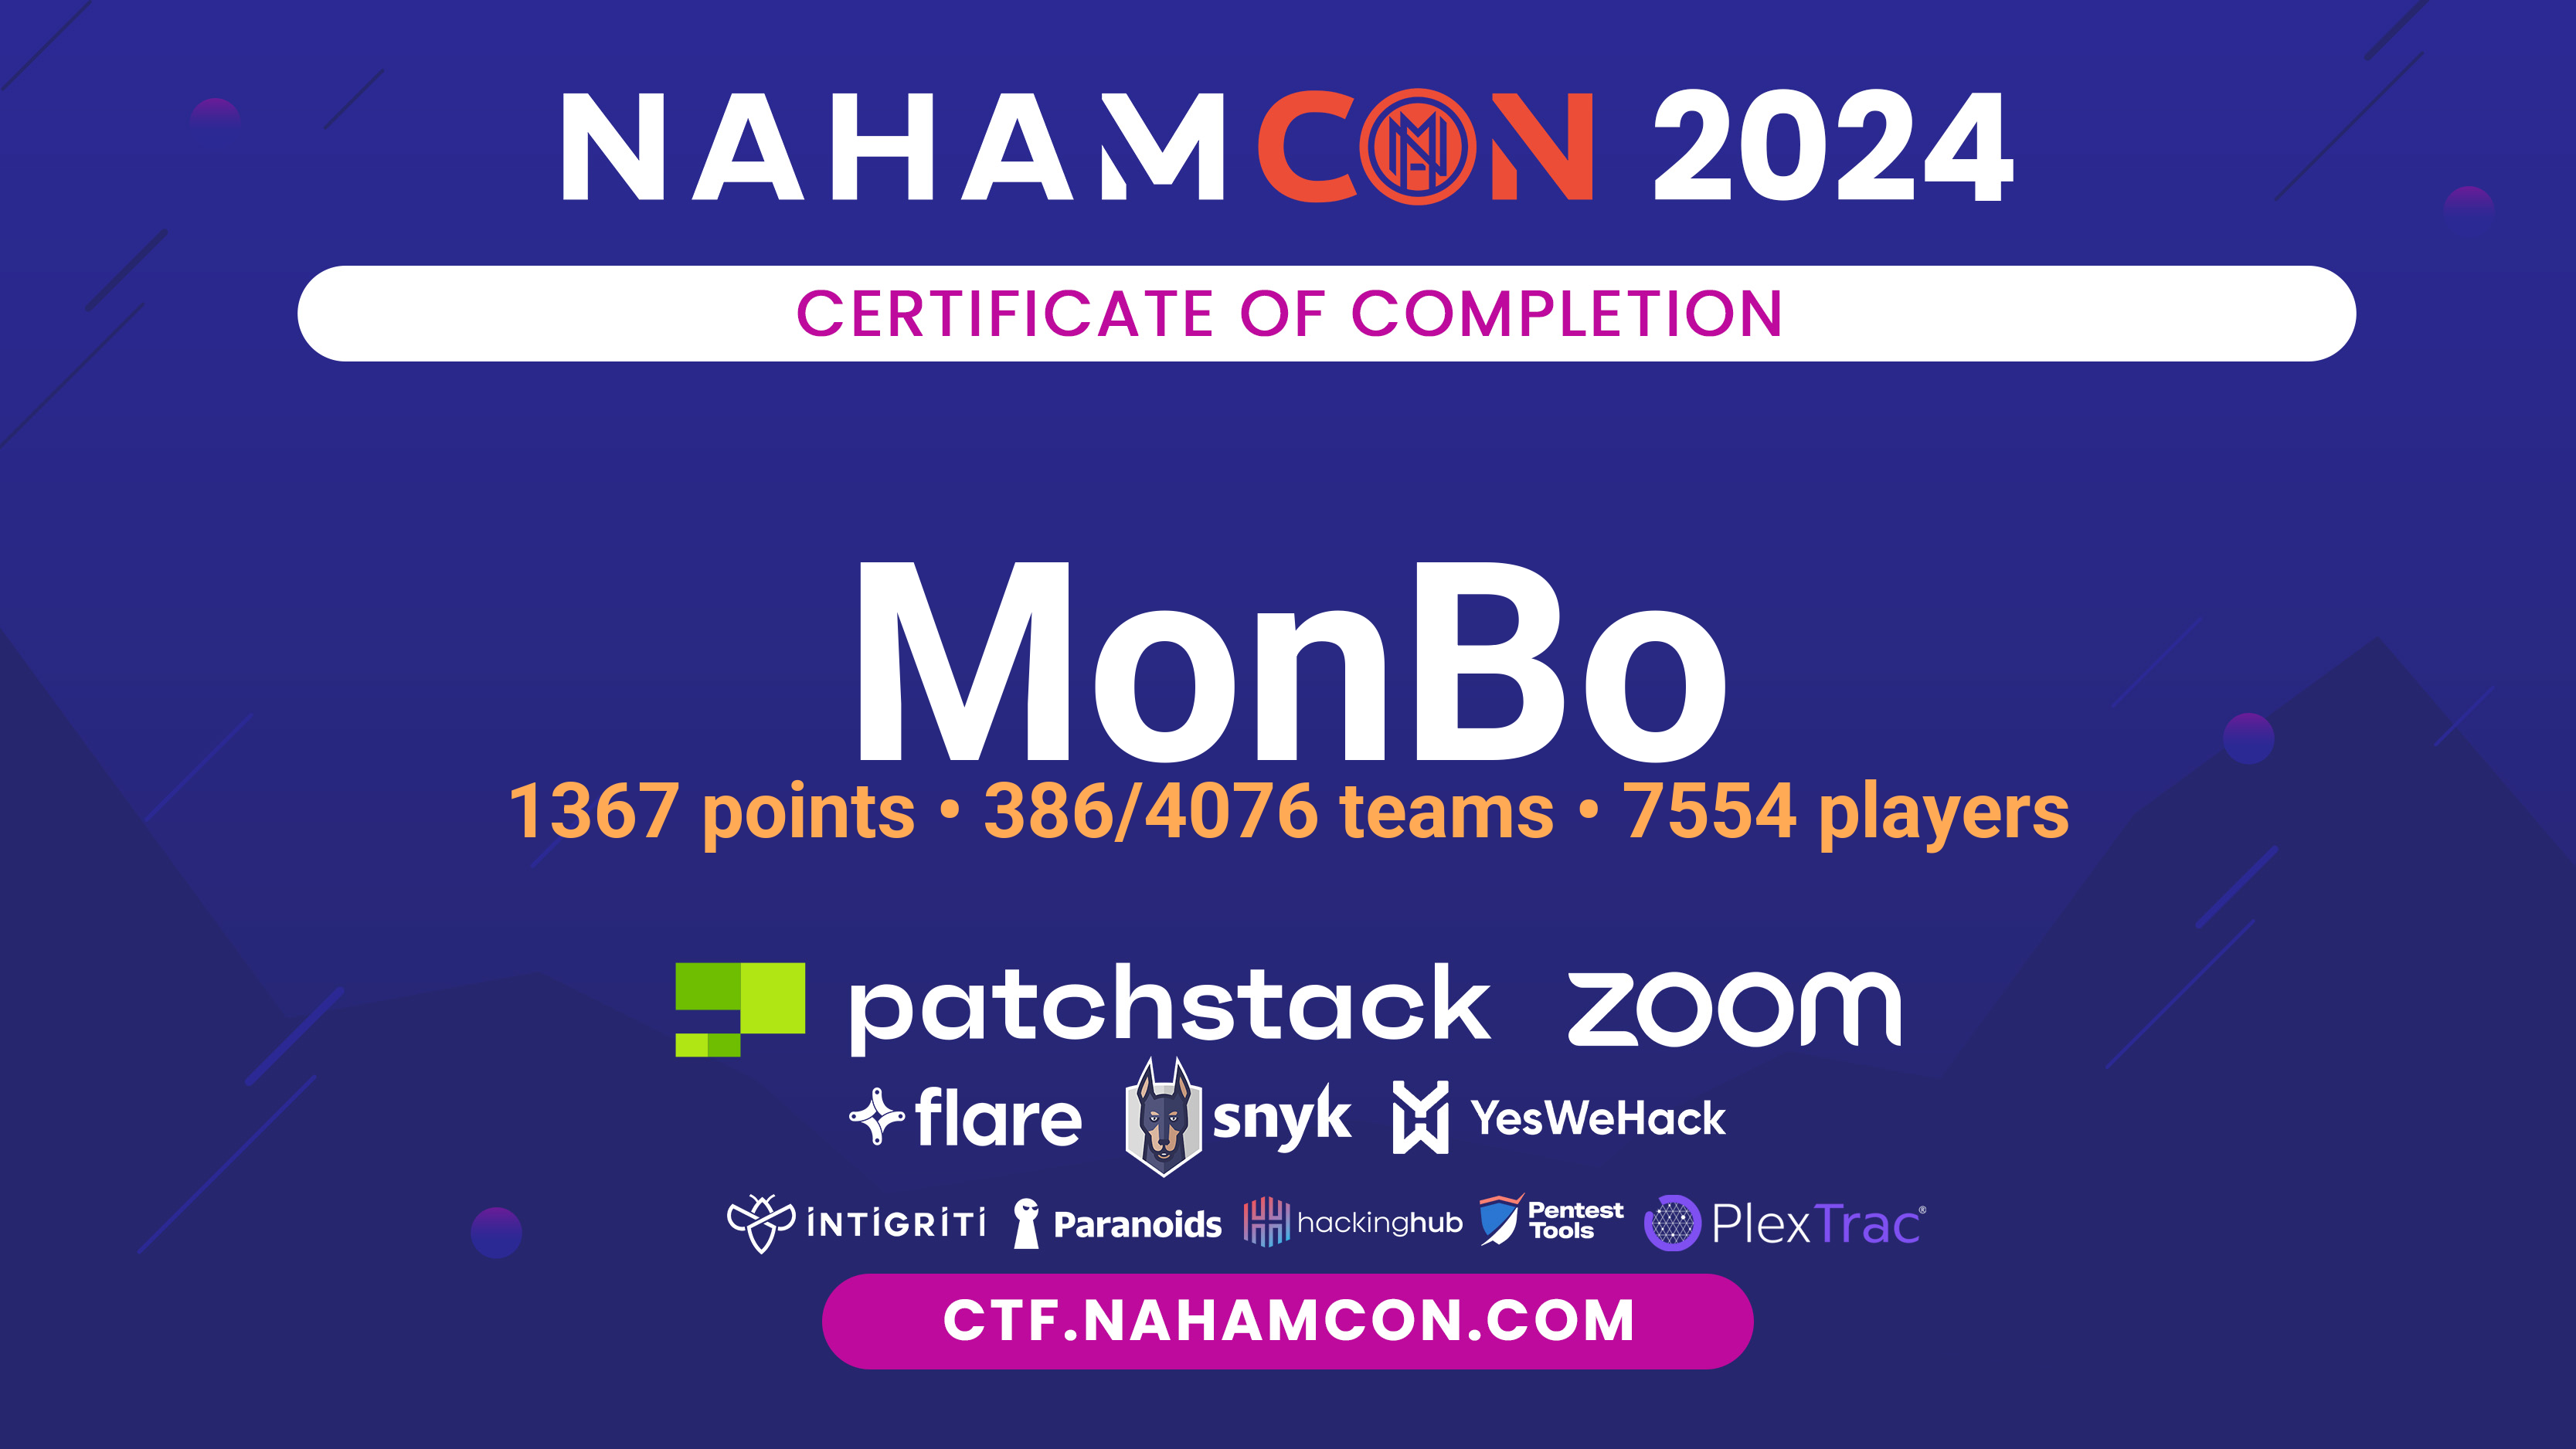 NAHAMCON 2024
CERTIFICATE OF COMPLETION
MonBo
1367 points • 386/4076 teams • 7554 players
patchstack zoom
flare snyk YesWeHack
INTIGRITI Paranoids hackinghub Pentest Tools PlexTrac®
CTF.NAHAMCON.COM